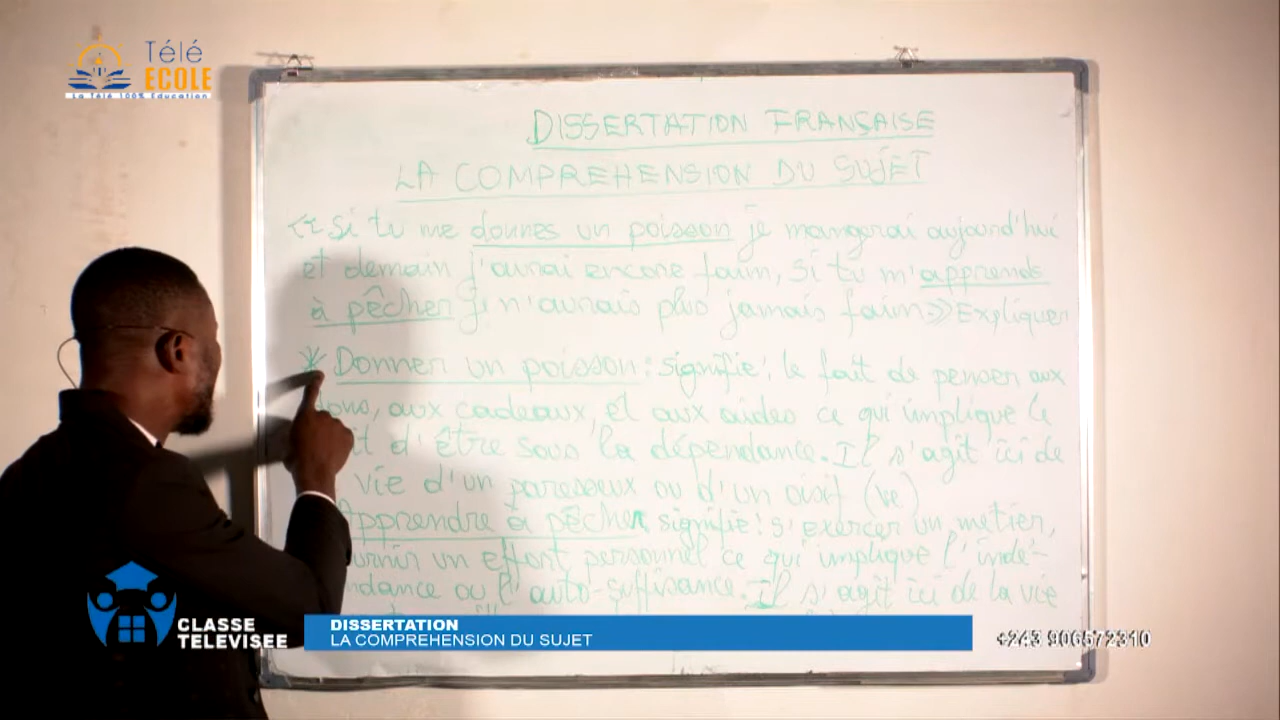 Télé
ECOLE
La Télé 100% Education
DISSERTATION FRANÇAISE
LA COMPREHENSION DU SUJET
<< Si tu me donnes un poisson je mangerai aujourd'hui
et demain j'aurai encore faim, si tu m'apprends
à pêcher je n'aurais plus jamais faim>> Expliquer
* Donner un poisson : signifie : le fait de penser aux
dons, aux cadeaux, et aux aides ce qui implique le
d'être sous la dépendance. Il s'agit ici de
vie d'un paresseux ou d'un oisif (ve)
Apprendre à pêcher signifie : s'exercer un métier,
un effort personnel ce qui implique l'indé-
ndance ou l'auto-suffisance. Il s'agit ici de la vie
CLASSE
TELEVISEE
DISSERTATION
LA COMPREHENSION DU SUJET
+243 906572310